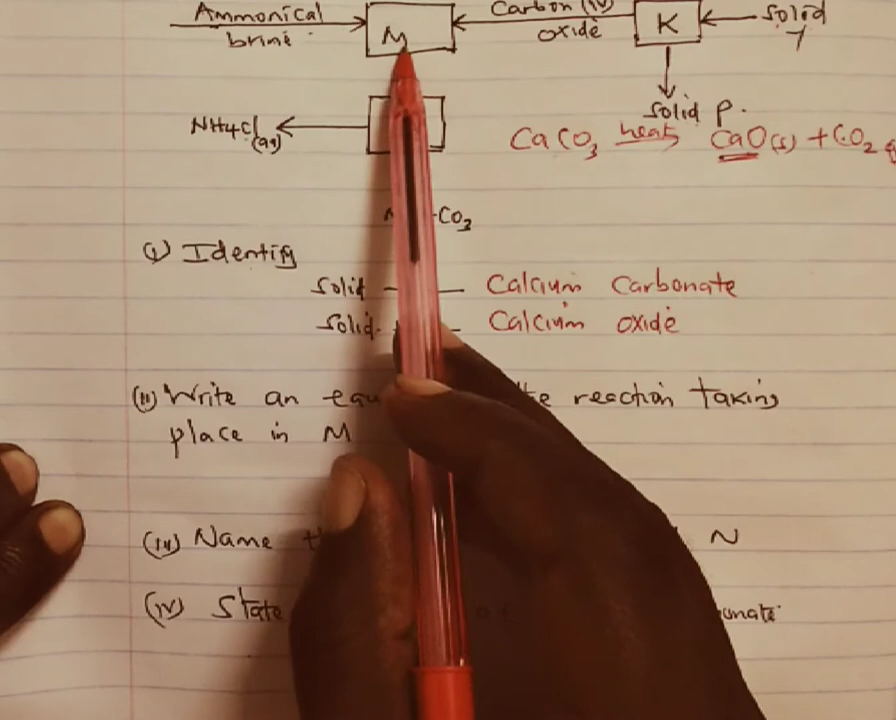 Ammonical
brine
M
Carbon (iv)
oxide
K
solid
Y
solid P.
NH4Cl(aq)
CaCO3 heat CaO(s) + CO2
CO3
(i) Identify
Solid — Calcium Carbonate
Solid — Calcium oxide
(ii) Write an reaction taking
place in M
(iii) Name N
(iv) State